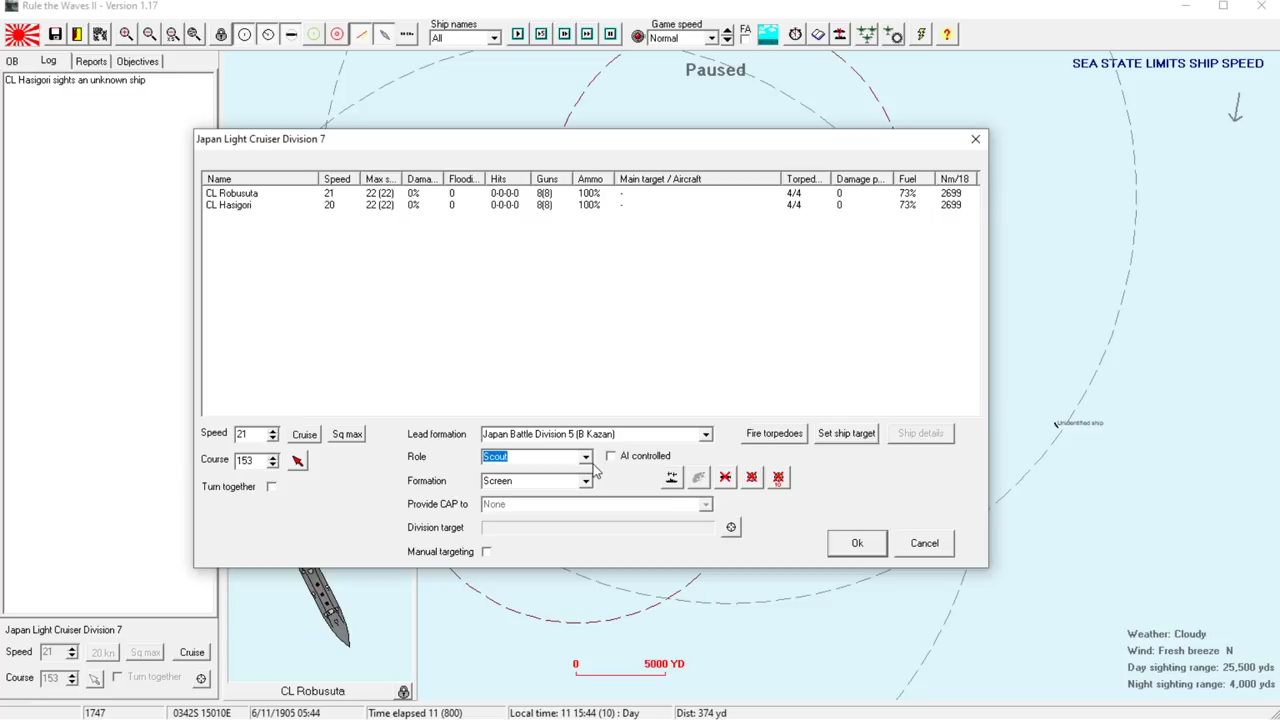 Rule the Waves II - Version 1.17
Ship names
All
Game speed
Normal
FA
OB Log Reports Objectives
CL Hasigori sights an unknown ship
Paused
SEA STATE LIMITS SHIP SPEED
Japan Light Cruiser Division 7
Name Speed Max s... Dama... Floodi... Hits Guns Ammo Main target / Aircraft Torped... Damage p... Fuel Nm/18
CL Robusuta 21 22 (22) 0% 0 0-0-0-0 8(8) 100% - 4/4 0 73% 2699
CL Hasigori 20 22 (22) 0% 0 0-0-0-0 8(8) 100% - 4/4 0 73% 2699
Speed 21 Cruise Sq max
Course 153
Turn together
Lead formation Japan Battle Division 5 (B Kazan)
Role Scout AI controlled
Formation Screen
Provide CAP to None
Division target
Manual targeting
Fire torpedoes Set ship target Ship details
Ok Cancel
Unidentified ship
Japan Light Cruiser Division 7
Speed 21 20 kn Sq max Cruise
Course 153 Turn together
CL Robusuta
0 5000 YD
Weather: Cloudy
Wind: Fresh breeze N
Day sighting range: 25,500 yds
Night sighting range: 4,000 yds
1747 0342S 15010E 6/11/1905 05:44 Time elapsed 11 (800) Local time: 11 15:44 (10) : Day Dist: 374 yd